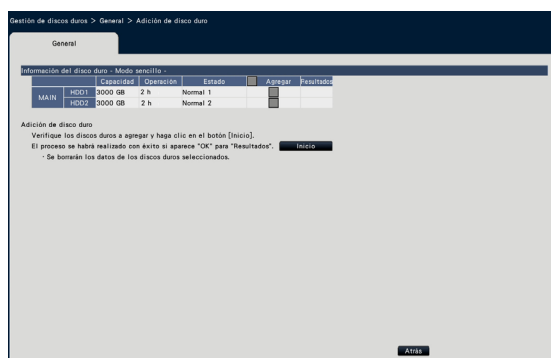 Gestión de discos duros > General > Adición de disco duro
General
Información del disco duro - Modo sencillo -
Capacidad Operación Estado Agregar Resultados
MAIN
HDD1 3000 GB 2 h Normal 1
HDD2 3000 GB 2 h Normal 2
Adición de disco duro
Verifique los discos duros a agregar y haga clic en el botón [Inicio].
El proceso se habrá realizado con éxito si aparece "OK" para "Resultados". Inicio
· Se borrarán los datos de los discos duros seleccionados.
Atrás